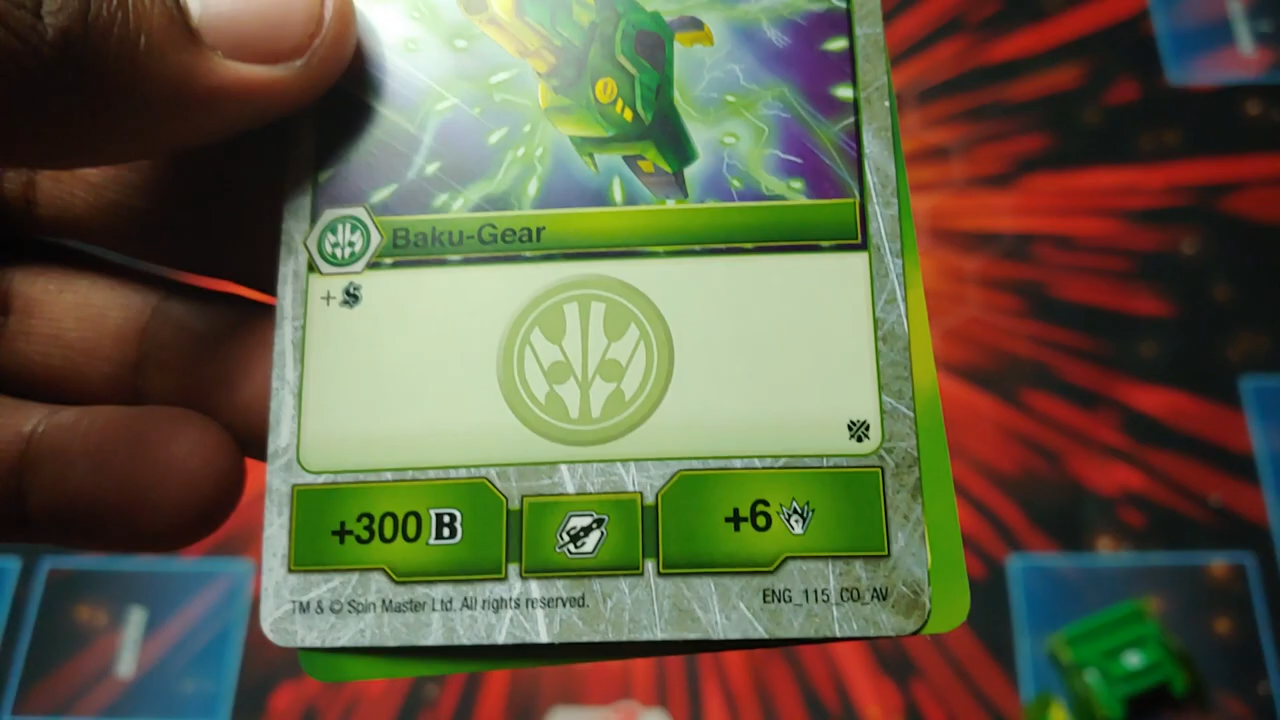 Baku-Gear
+S
+300 B
+6
TM & © Spin Master Ltd. All rights reserved.
ENG_115_CO_AV